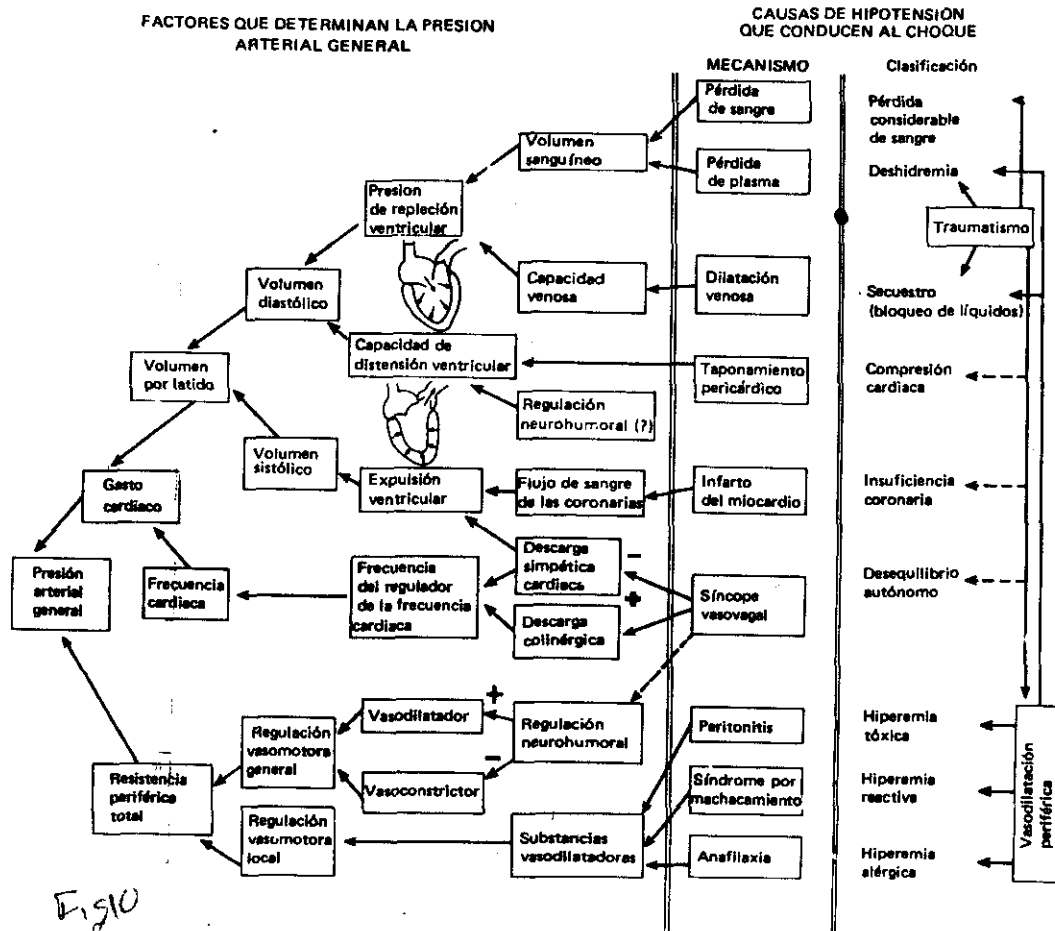 FACTORES QUE DETERMINAN LA PRESION
ARTERIAL GENERAL
CAUSAS DE HIPOTENSION
QUE CONDUCEN AL CHOQUE
MECANISMO
Clasificación
Pérdida
de sangre
Pérdida
considerable
de sangre
Volumen
sanguíneo
Pérdida
de plasma
Deshidremia
Presion
de repleción
ventricular
Traumatismo
Volumen
diastólico
Capacidad
venosa
Dilatación
venosa
Secuestro
(bloqueo de líquidos)
Capacidad de
distensión ventricular
Volumen
por latido
Taponamiento
pericárdico
Compresión
cardiaca
Regulación
neurohumoral (?)
Volumen
sistólico
Expulsión
ventricular
Flujo de sangre
de las coronarias
Infarto
del miocardio
Insuficiencia
coronaria
Gasto
cardiaco
Presión
arterial
general
Frecuencia
cardiaca
Frecuencia
del regulador
de la frecuencia
cardiaca
Descarga
simpética
cardiaca
−
+
Descarga
colinérgica
Síncope
vasovagal
Desequilibrio
autónomo
Vasodilatador
+
Regulación
neurohumoral
−
Vasoconstrictor
Regulación
vasomotora
general
Peritonitis
Hiperemia
tóxica
Resistencia
periférica
total
Síndrome por
machacamiento
Hiperemia
reactiva
Regulación
vasomotora
local
Substancias
vasodilatadoras
Anafilaxia
Hiperemia
alérgica
Vasodilatación
periférica
Fig 10